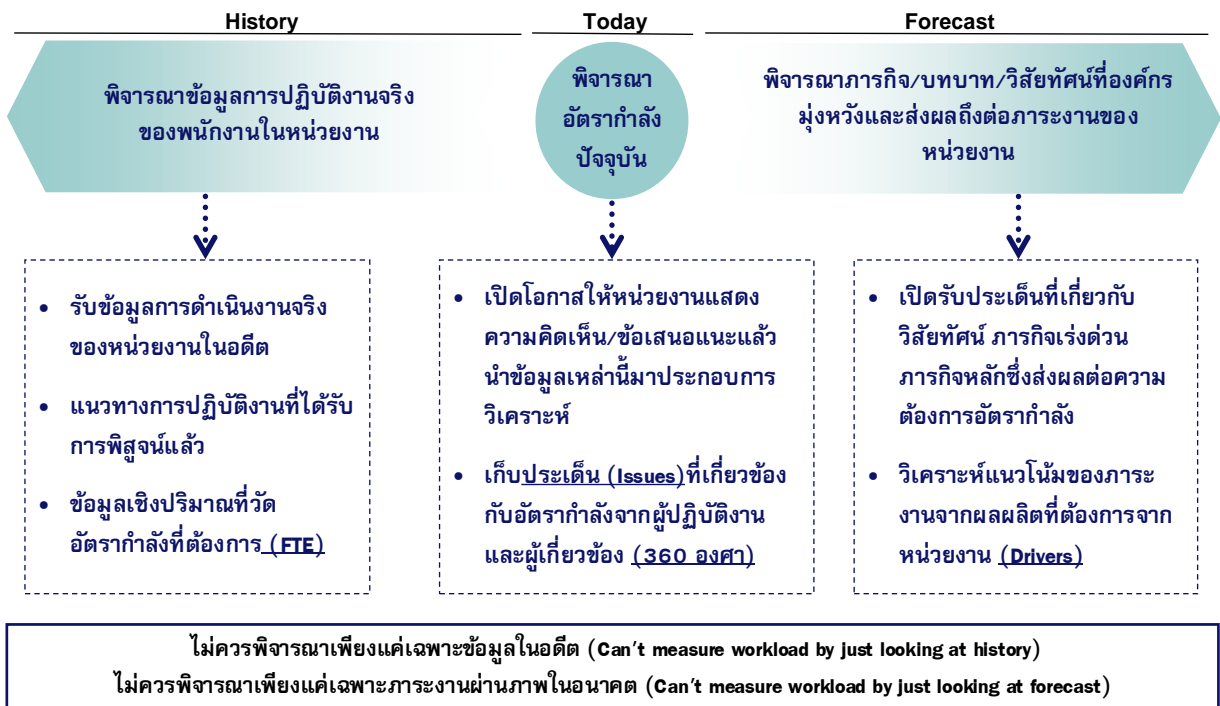 History
Today
Forecast
พิจารณาข้อมูลการปฏิบัติงานจริง
ของพนักงานในหน่วยงาน
พิจารณา
อัตรากำลัง
ปัจจุบัน
พิจารณาภารกิจ/บทบาท/วิสัยทัศน์ที่องค์กร
มุ่งหวังและส่งผลถึงต่อภาระงานของ
หน่วยงาน
• รับข้อมูลการดำเนินงานจริง
ของหน่วยงานในอดีต
• แนวทางการปฏิบัติงานที่ได้รับ
การพิสูจน์แล้ว
• ข้อมูลเชิงปริมาณที่วัด
อัตรากำลังที่ต้องการ (FTE)
• เปิดโอกาสให้หน่วยงานแสดง
ความคิดเห็น/ข้อเสนอแนะแล้ว
นำข้อมูลเหล่านี้มาประกอบการ
วิเคราะห์
• เก็บประเด็น (Issues)ที่เกี่ยวข้อง
กับอัตรากำลังจากผู้ปฏิบัติงาน
และผู้เกี่ยวข้อง (360 องศา)
• เปิดรับประเด็นที่เกี่ยวกับ
วิสัยทัศน์ ภารกิจเร่งด่วน
ภารกิจหลักซึ่งส่งผลต่อความ
ต้องการอัตรากำลัง
• วิเคราะห์แนวโน้มของภาระ
งานจากผลผลิตที่ต้องการจาก
หน่วยงาน (Drivers)
ไม่ควรพิจารณาเพียงแค่เฉพาะข้อมูลในอดีต (Can't measure workload by just looking at history)
ไม่ควรพิจารณาเพียงแค่เฉพาะภาระงานผ่านภาพในอนาคต (Can't measure workload by just looking at forecast)